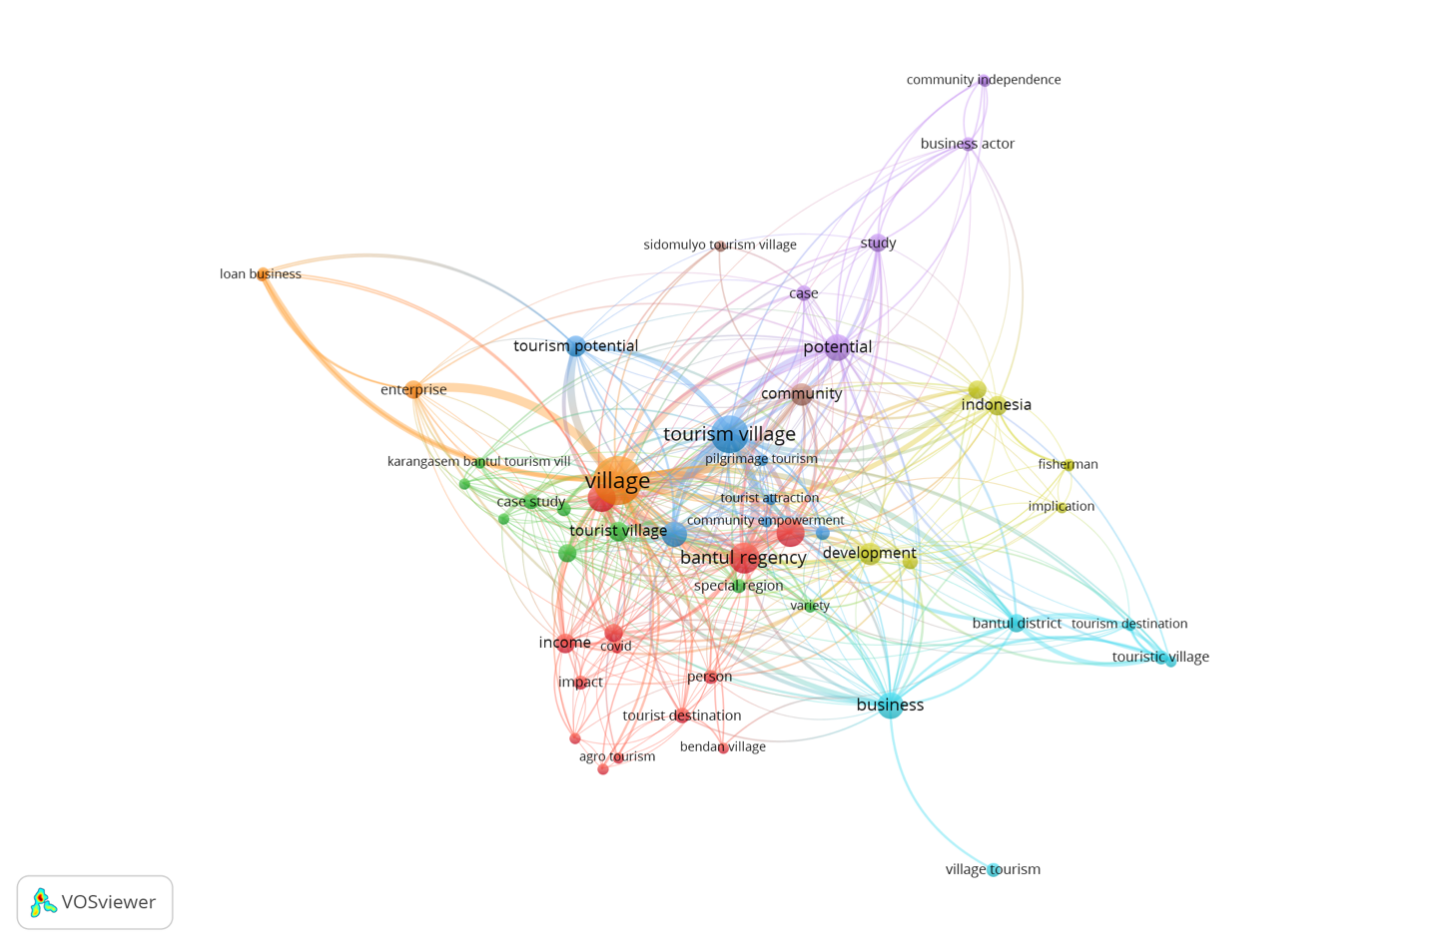 community independence
business actor
sidomulyo tourism village
study
loan business
case
tourism potential
potential
enterprise
community
indonesia
tourism village
karangasem bantul tourism vill
pilgrimage tourism
fisherman
village
case study
tourist attraction
implication
community empowerment
tourist village
bantul regency
development
special region
variety
bantul district
tourism destination
income
covid
touristic village
impact
person
business
tourist destination
bendan village
agro tourism
village tourism
VOSviewer